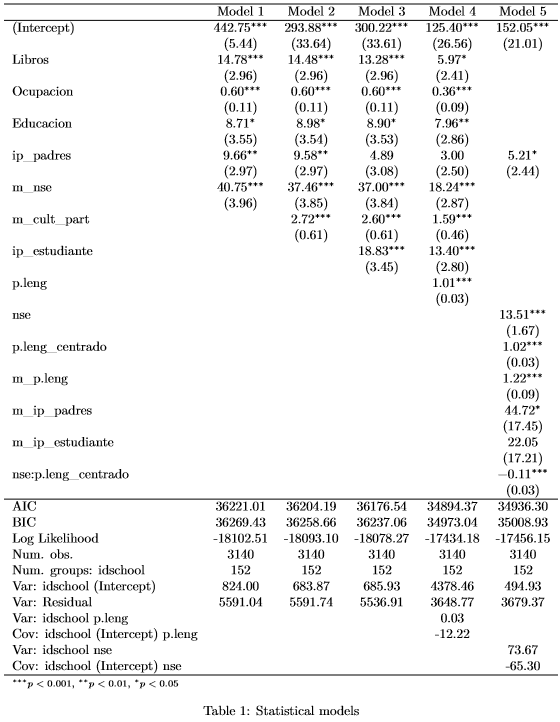 Model 1 Model 2 Model 3 Model 4 Model 5
(Intercept) 442.75*** 293.88*** 300.22*** 125.40*** 152.05***
(5.44) (33.64) (33.61) (26.56) (21.01)
Libros 14.78*** 14.48*** 13.28*** 5.97*
(2.96) (2.96) (2.96) (2.41)
Ocupacion 0.60*** 0.60*** 0.60*** 0.36***
(0.11) (0.11) (0.11) (0.09)
Educacion 8.71* 8.98* 8.90* 7.96**
(3.55) (3.54) (3.53) (2.86)
ip_padres 9.66** 9.58** 4.89 3.00 5.21*
(2.97) (2.97) (3.08) (2.50) (2.44)
m_nse 40.75*** 37.46*** 37.00*** 18.24***
(3.96) (3.85) (3.84) (2.87)
m_cult_part 2.72*** 2.60*** 1.59***
(0.61) (0.61) (0.46)
ip_estudiante 18.83*** 13.40***
(3.45) (2.80)
p.leng 1.01***
(0.03)
nse 13.51***
(1.67)
p.leng_centrado 1.02***
(0.03)
m_p.leng 1.22***
(0.09)
m_ip_padres 44.72*
(17.45)
m_ip_estudiante 22.05
(17.21)
nse:p.leng_centrado −0.11***
(0.03)
AIC 36221.01 36204.19 36176.54 34894.37 34936.30
BIC 36269.43 36258.66 36237.06 34973.04 35008.93
Log Likelihood -18102.51 -18093.10 -18078.27 -17434.18 -17456.15
Num. obs. 3140 3140 3140 3140 3140
Num. groups: idschool 152 152 152 152 152
Var: idschool (Intercept) 824.00 683.87 685.93 4378.46 494.93
Var: Residual 5591.04 5591.74 5536.91 3648.77 3679.37
Var: idschool p.leng 0.03
Cov: idschool (Intercept) p.leng -12.22
Var: idschool nse 73.67
Cov: idschool (Intercept) nse -65.30
***p < 0.001, **p < 0.01, *p < 0.05
Table 1: Statistical models